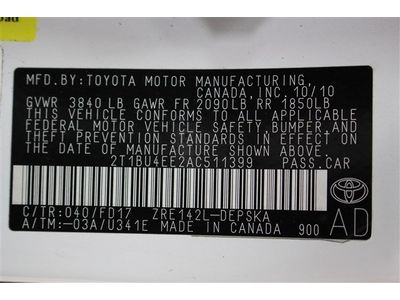 MFD.BY:TOYOTA MOTOR MANUFACTURING,
CANADA,INC.10/10
GVWR 3840LB GAWR FR 2090LB RR 1850LB
THIS VEHICLE CONFORMS TO ALL APPLICABLE
FEDERAL MOTOR VEHICLE SAFETY,BUMPER,AND
THEFT PREVENTION STANDARDS IN EFFECT ON THE
DATE OF MANUFACTURE SHOWN ABOVE.
2T1BU4EE2AC511399 PASS.CAR
C/TR:040/FD17 ZRE142L-DEPSKA
A/TM:-03A/U341E MADE IN CANADA 900
TOYOTA
AD